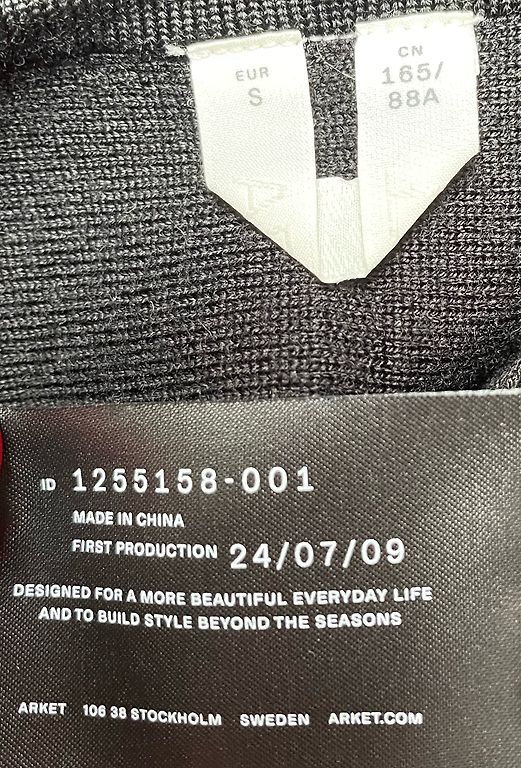 EUR
S
CN
165/
88A
ID 1255158-001
MADE IN CHINA
FIRST PRODUCTION 24/07/09
DESIGNED FOR A MORE BEAUTIFUL EVERYDAY LIFE
AND TO BUILD STYLE BEYOND THE SEASONS
ARKET 106 38 STOCKHOLM SWEDEN ARKET.COM